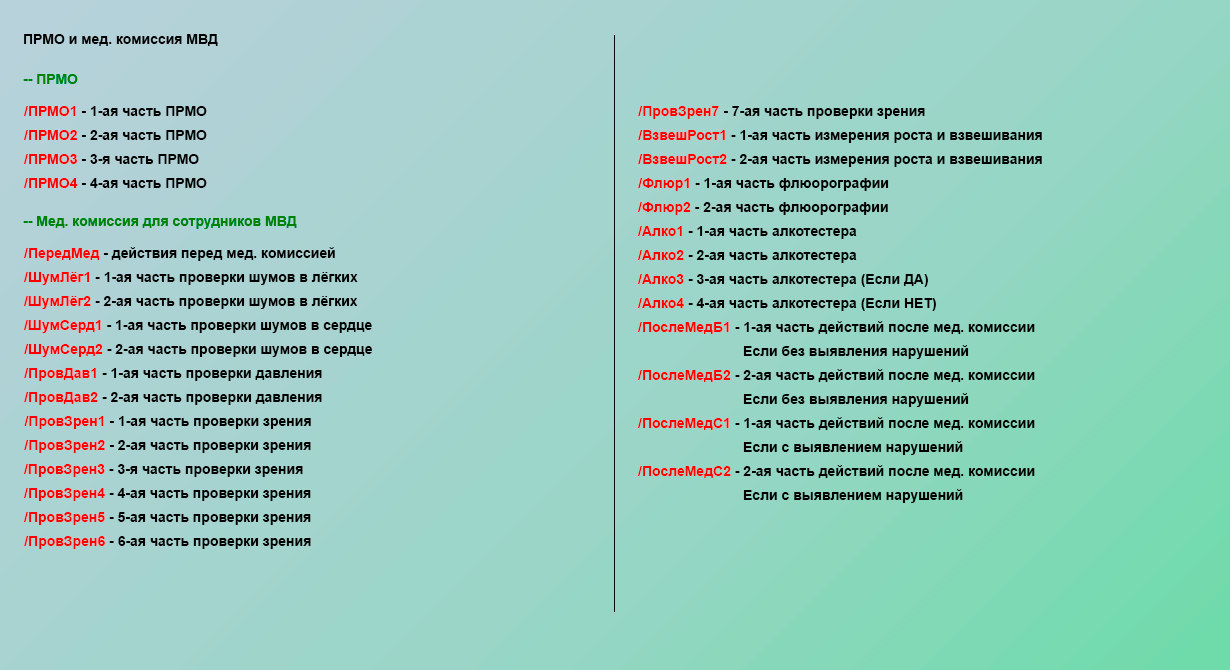 ПРМО и мед. комиссия МВД
-- ПРМО
/ПРМО1 - 1-ая часть ПРМО
/ПРМО2 - 2-ая часть ПРМО
/ПРМО3 - 3-я часть ПРМО
/ПРМО4 - 4-ая часть ПРМО
-- Мед. комиссия для сотрудников МВД
/ПередМед - действия перед мед. комиссией
/ШумЛёг1 - 1-ая часть проверки шумов в лёгких
/ШумЛёг2 - 2-ая часть проверки шумов в лёгких
/ШумСерд1 - 1-ая часть проверки шумов в сердце
/ШумСерд2 - 2-ая часть проверки шумов в сердце
/ПровДав1 - 1-ая часть проверки давления
/ПровДав2 - 2-ая часть проверки давления
/ПровЗрен1 - 1-ая часть проверки зрения
/ПровЗрен2 - 2-ая часть проверки зрения
/ПровЗрен3 - 3-я часть проверки зрения
/ПровЗрен4 - 4-ая часть проверки зрения
/ПровЗрен5 - 5-ая часть проверки зрения
/ПровЗрен6 - 6-ая часть проверки зрения
/ПровЗрен7 - 7-ая часть проверки зрения
/ВзвешРост1 - 1-ая часть измерения роста и взвешивания
/ВзвешРост2 - 2-ая часть измерения роста и взвешивания
/Флюр1 - 1-ая часть флюорографии
/Флюр2 - 2-ая часть флюорографии
/Алко1 - 1-ая часть алкотестера
/Алко2 - 2-ая часть алкотестера
/Алко3 - 3-ая часть алкотестера (Если ДА)
/Алко4 - 4-ая часть алкотестера (Если НЕТ)
/ПослеМедБ1 - 1-ая часть действий после мед. комиссии
Если без выявления нарушений
/ПослеМедБ2 - 2-ая часть действий после мед. комиссии
Если без выявления нарушений
/ПослеМедС1 - 1-ая часть действий после мед. комиссии
Если с выявлением нарушений
/ПослеМедС2 - 2-ая часть действий после мед. комиссии
Если с выявлением нарушений